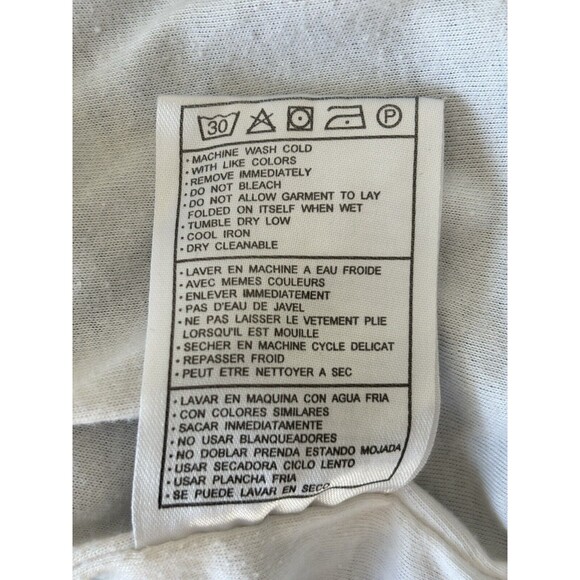 30 P
• MACHINE WASH COLD
• WITH LIKE COLORS
• REMOVE IMMEDIATELY
• DO NOT BLEACH
• DO NOT ALLOW GARMENT TO LAY
FOLDED ON ITSELF WHEN WET
• TUMBLE DRY LOW
• COOL IRON
• DRY CLEANABLE
• LAVER EN MACHINE A EAU FROIDE
• AVEC MEMES COULEURS
• ENLEVER IMMEDIATEMENT
• PAS D'EAU DE JAVEL
• NE PAS LAISSER LE VETEMENT PLIE
LORSQU'IL EST MOUILLE
• SECHER EN MACHINE CYCLE DELICAT
• REPASSER FROID
• PEUT ETRE NETTOYER A SEC
• LAVAR EN MAQUINA CON AGUA FRIA
• CON COLORES SIMILARES
• SACAR INMEDIATAMENTE
• NO USAR BLANQUEADORES
• NO DOBLAR PRENDA ESTANDO MOJADA
• USAR SECADORA CICLO LENTO
• USAR PLANCHA FRIA
• SE PUEDE LAVAR EN SECO